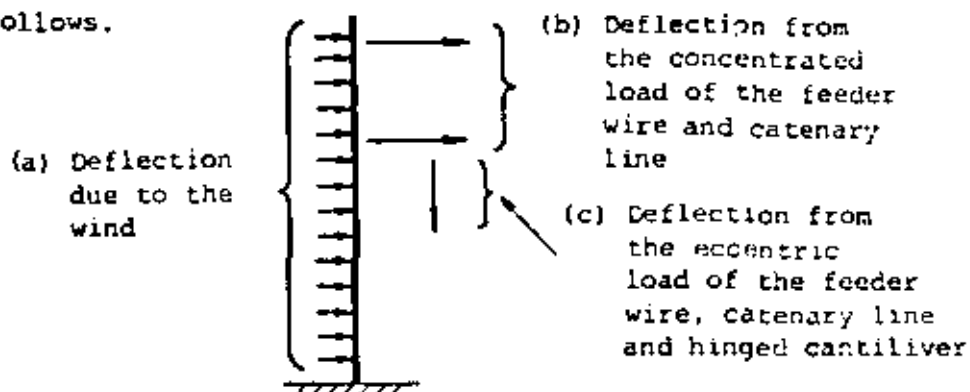 ollows.
(a) Deflection
due to the
wind
(b) Deflection from
the concentrated
load of the feeder
wire and catenary
line
(c) Deflection from
the eccentric
load of the feeder
wire, catenary line
and hinged cantiliver